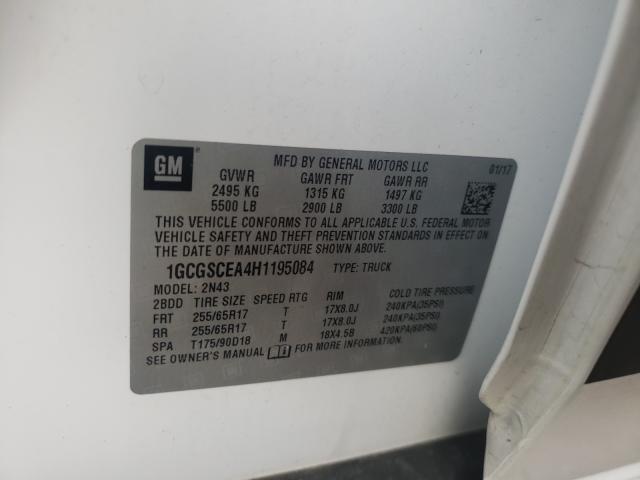 GM
MFD BY GENERAL MOTORS LLC 01/17
GVWR GAWR FRT GAWR RR
2495 KG 1315 KG 1497 KG
5500 LB 2900 LB 3300 LB
THIS VEHICLE CONFORMS TO ALL APPLICABLE U.S. FEDERAL MOTOR
VEHICLE SAFETY AND THEFT PREVENTION STANDARDS IN EFFECT ON
THE DATE OF MANUFACTURE SHOWN ABOVE.
1GCGSCEA4H1195084 TYPE: TRUCK
MODEL: 2N43
2BDD TIRE SIZE SPEED RTG RIM COLD TIRE PRESSURE
FRT 255/65R17 T 17X8.0J 240KPA(35PSI)
RR 255/65R17 T 17X8.0J 240KPA(35PSI)
SPA T175/90D18 M 18X4.5B 420KPA(60PSI)
SEE OWNER'S MANUAL FOR MORE INFORMATION.